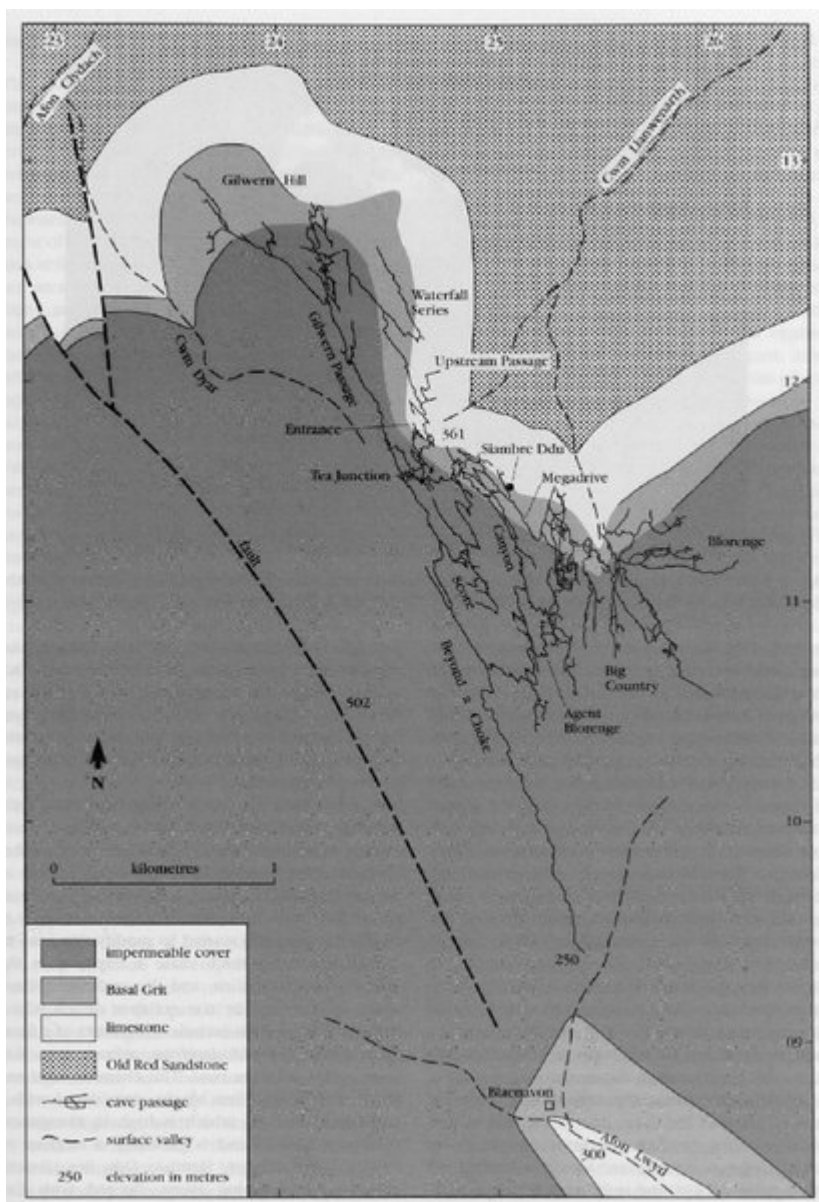 23
24
25
26
Afon Clydach
Cwm Llanwenarth
13
Gilwern Hill
Waterfall
Series
Gilwern Passage
Upstream Passage
12
Cwm Dyar
Entrance
361
Siambre Ddu
Tea Junction
Megadrive
Canyon
Blorenge
fault
Score
11
Beyond a Choke
Big
Country
502
Agent
Blorenge
N
10
0
kilometres
1
250
impermeable cover
Basal Grit
limestone
Old Red Sandstone
cave passage
surface valley
250
elevation in metres
09
Blaenavon
Afon Lwyd
300